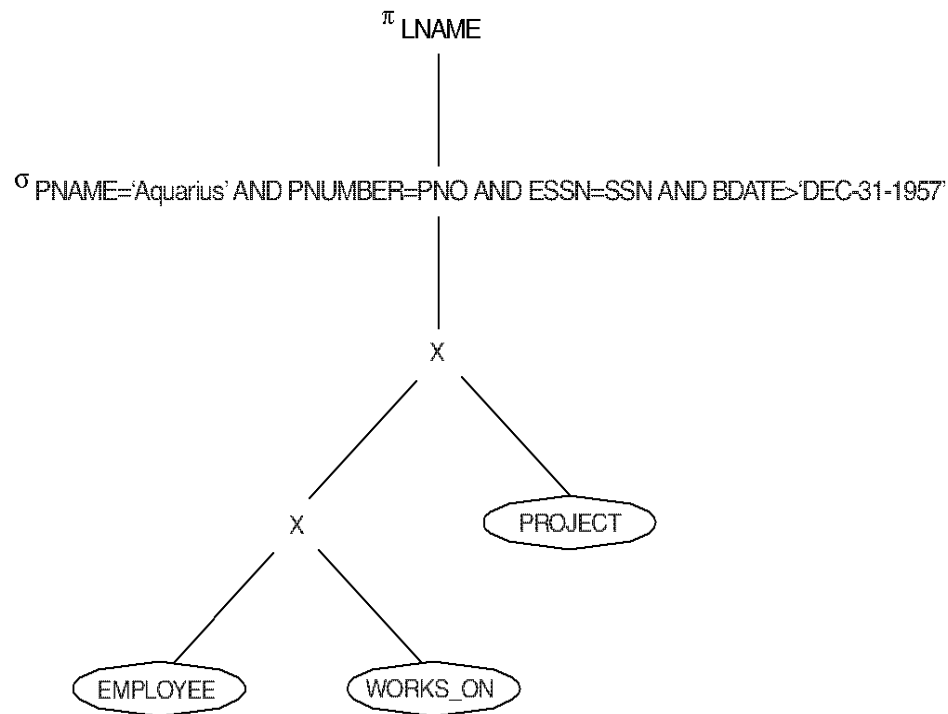 π LNAME
σ PNAME='Aquarius' AND PNUMBER=PNO AND ESSN=SSN AND BDATE>'DEC-31-1957'
X
X
PROJECT
EMPLOYEE
WORKS_ON